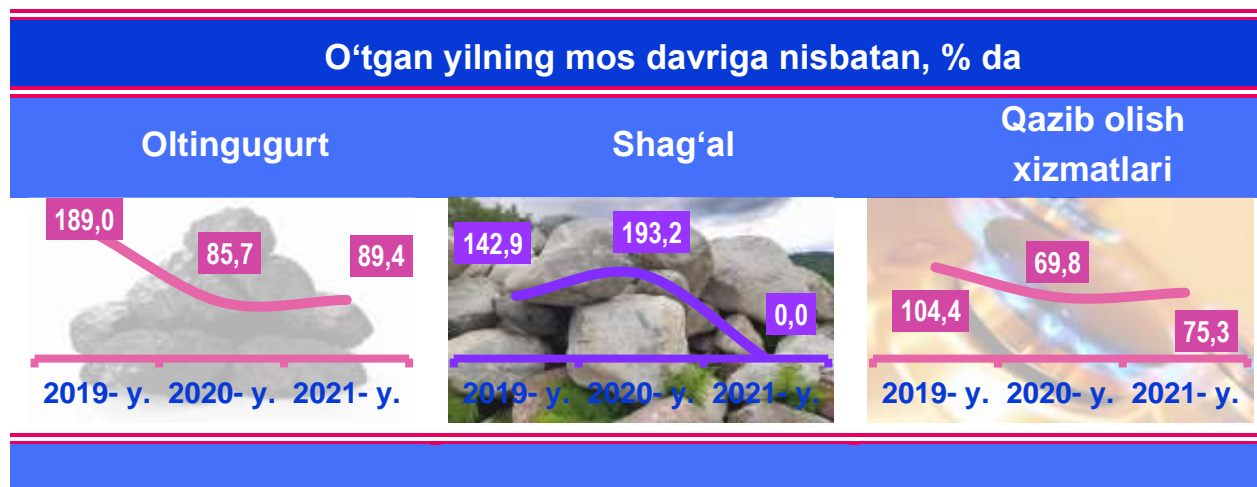 O‘tgan yilning mos davriga nisbatan, % da
Oltingugurt
189,0
85,7
89,4
2019- y. 2020- y. 2021- y.
Shag‘al
142,9
193,2
0,0
2019- y. 2020- y. 2021- y.
Qazib olish
xizmatlari
104,4
69,8
75,3
2019- y. 2020- y. 2021- y.